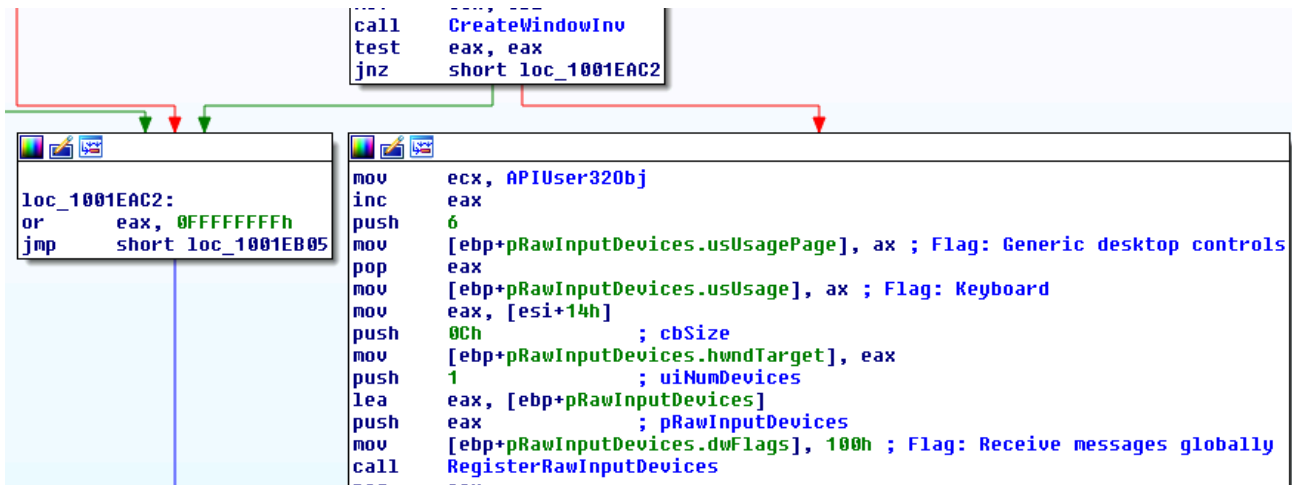 call CreateWindowInv
test eax, eax
jnz short loc_1001EAC2
loc_1001EAC2:
or eax, 0FFFFFFFFh
jmp short loc_1001EB05
mov ecx, APIUser32Obj
inc eax
push 6
mov [ebp+pRawInputDevices.usUsagePage], ax ; Flag: Generic desktop controls
pop eax
mov [ebp+pRawInputDevices.usUsage], ax ; Flag: Keyboard
mov eax, [esi+14h]
push 0Ch ; cbSize
mov [ebp+pRawInputDevices.hwndTarget], eax
push 1 ; uiNumDevices
lea eax, [ebp+pRawInputDevices]
push eax ; pRawInputDevices
mov [ebp+pRawInputDevices.dwFlags], 100h ; Flag: Receive messages globally
call RegisterRawInputDevices